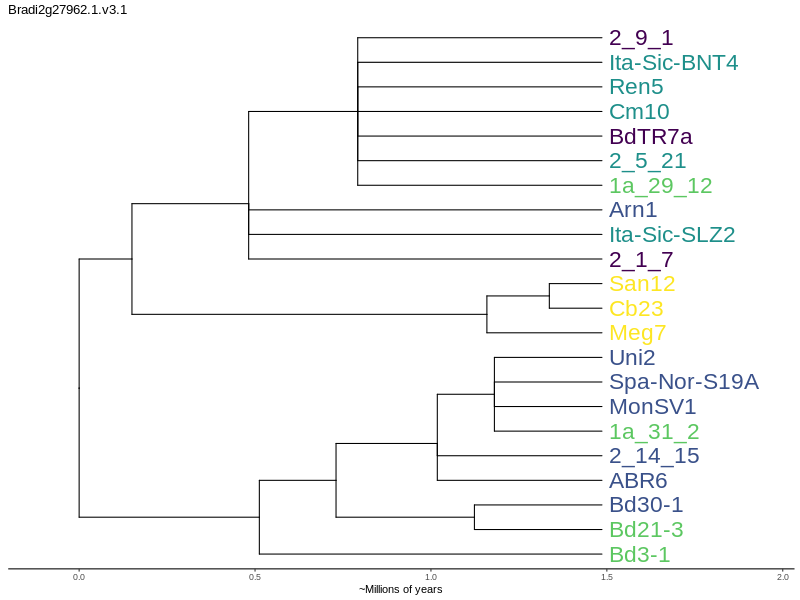 Bradi2g27962.1.v3.1
2_9_1
Ita-Sic-BNT4
Ren5
Cm10
BdTR7a
2_5_21
1a_29_12
Arn1
Ita-Sic-SLZ2
2_1_7
San12
Cb23
Meg7
Uni2
Spa-Nor-S19A
MonSV1
1a_31_2
2_14_15
ABR6
Bd30-1
Bd21-3
Bd3-1
0.0 0.5 1.0 1.5 2.0
~Millions of years